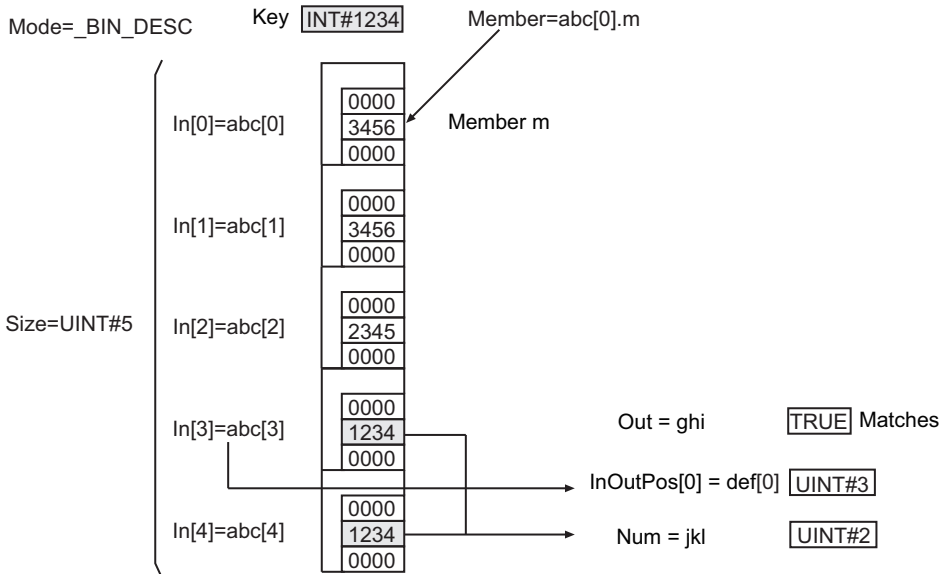 Mode=_BIN_DESC Key INT#1234 Member=abc[0].m
In[0]=abc[0]
0000
3456 Member m
0000
In[1]=abc[1]
0000
3456
0000
Size=UINT#5
In[2]=abc[2]
0000
2345
0000
In[3]=abc[3]
0000
1234
0000
Out = ghi TRUE Matches
InOutPos[0] = def[0] UINT#3
In[4]=abc[4]
0000
1234
0000
Num = jkl UINT#2